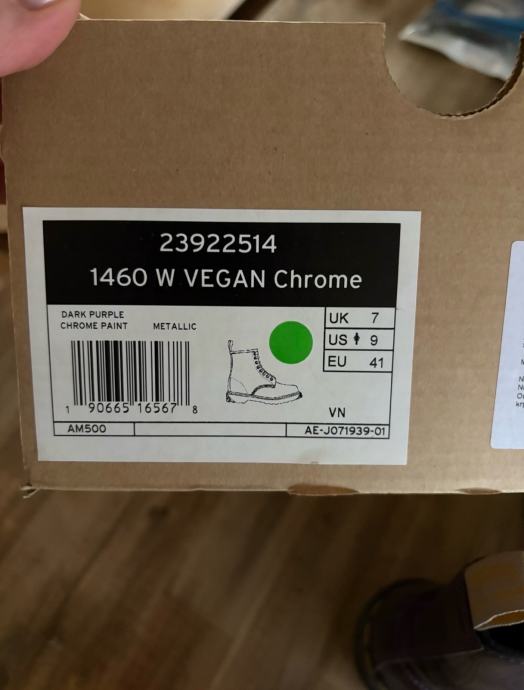 23922514
1460 W VEGAN Chrome
DARK PURPLE
CHROME PAINT METALLIC
UK 7
US 9
EU 41
1 90665 16567 8
VN
AM500
AE-J071939-01